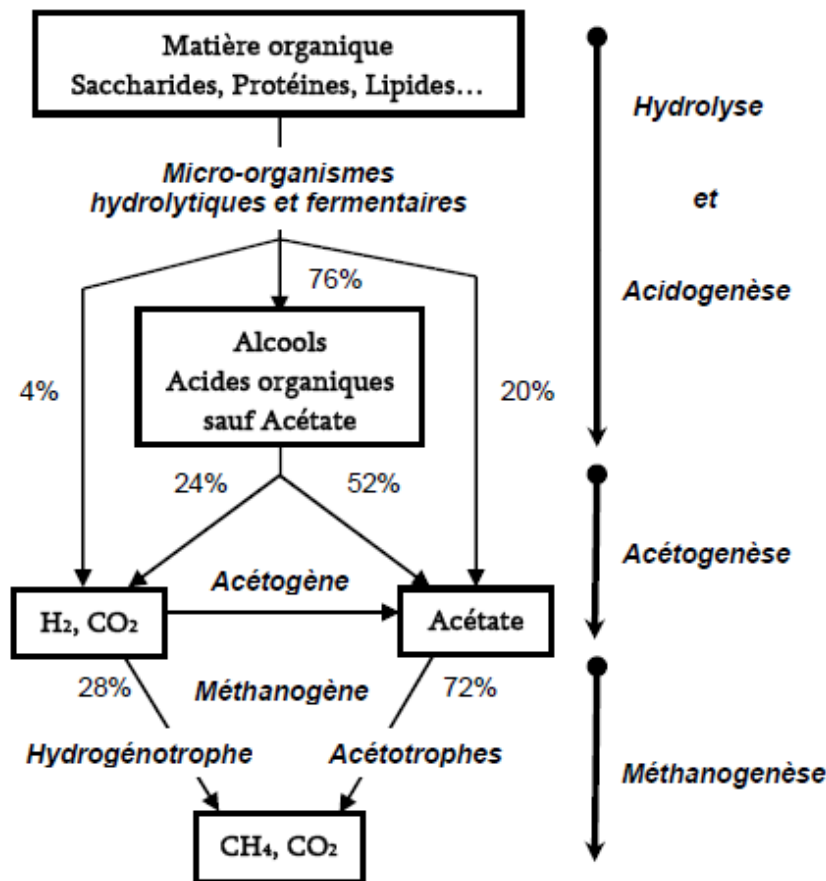 Matière organique
Saccharides, Protéines, Lipides…
Hydrolyse
et
Acidogenèse
Micro-organismes
hydrolytiques et fermentaires
76%
4%
20%
Alcools
Acides organiques
sauf Acétate
24%
52%
Acétogenèse
Acétogène
H₂, CO₂
Acétate
28%
Méthanogène
72%
Hydrogénotrophe
Acétotrophes
Méthanogenèse
CH₄, CO₂